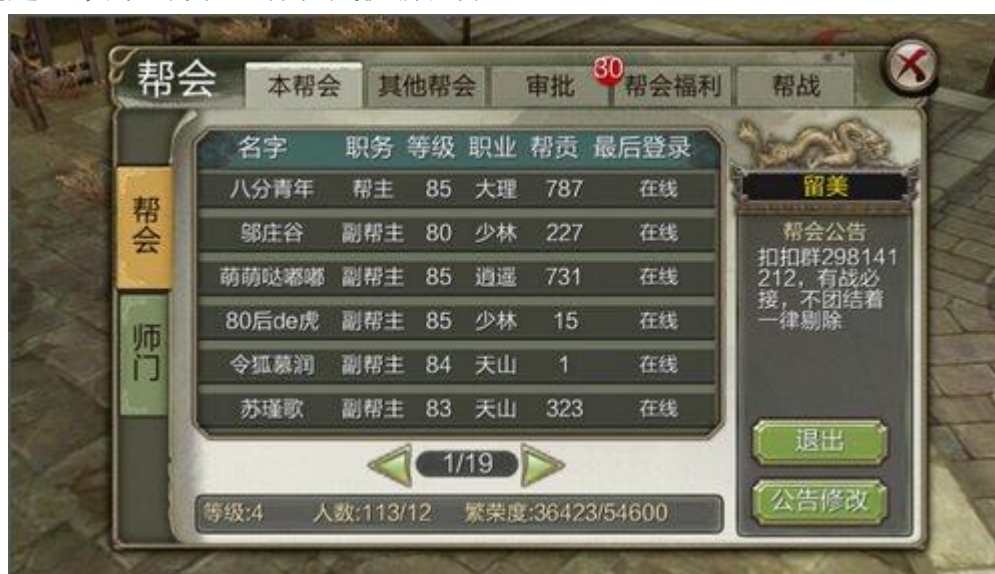 帮会 本帮会 其他帮会 审批 30 帮会福利 帮战
名字 职务 等级 职业 帮贡 最后登录
八分青年 帮主 85 大理 787 在线
邬庄谷 副帮主 80 少林 227 在线
萌萌哒嘟嘟 副帮主 85 逍遥 731 在线
80后de虎 副帮主 85 少林 15 在线
令狐慕润 副帮主 84 天山 1 在线
苏瑾歌 副帮主 83 天山 323 在线
1/19
等级:4 人数:113/12 繁荣度:36423/54600
帮会
师门
留美
帮会公告
扣扣群298141
212，有战必
接，不团结着
一律剔除
退出
公告修改